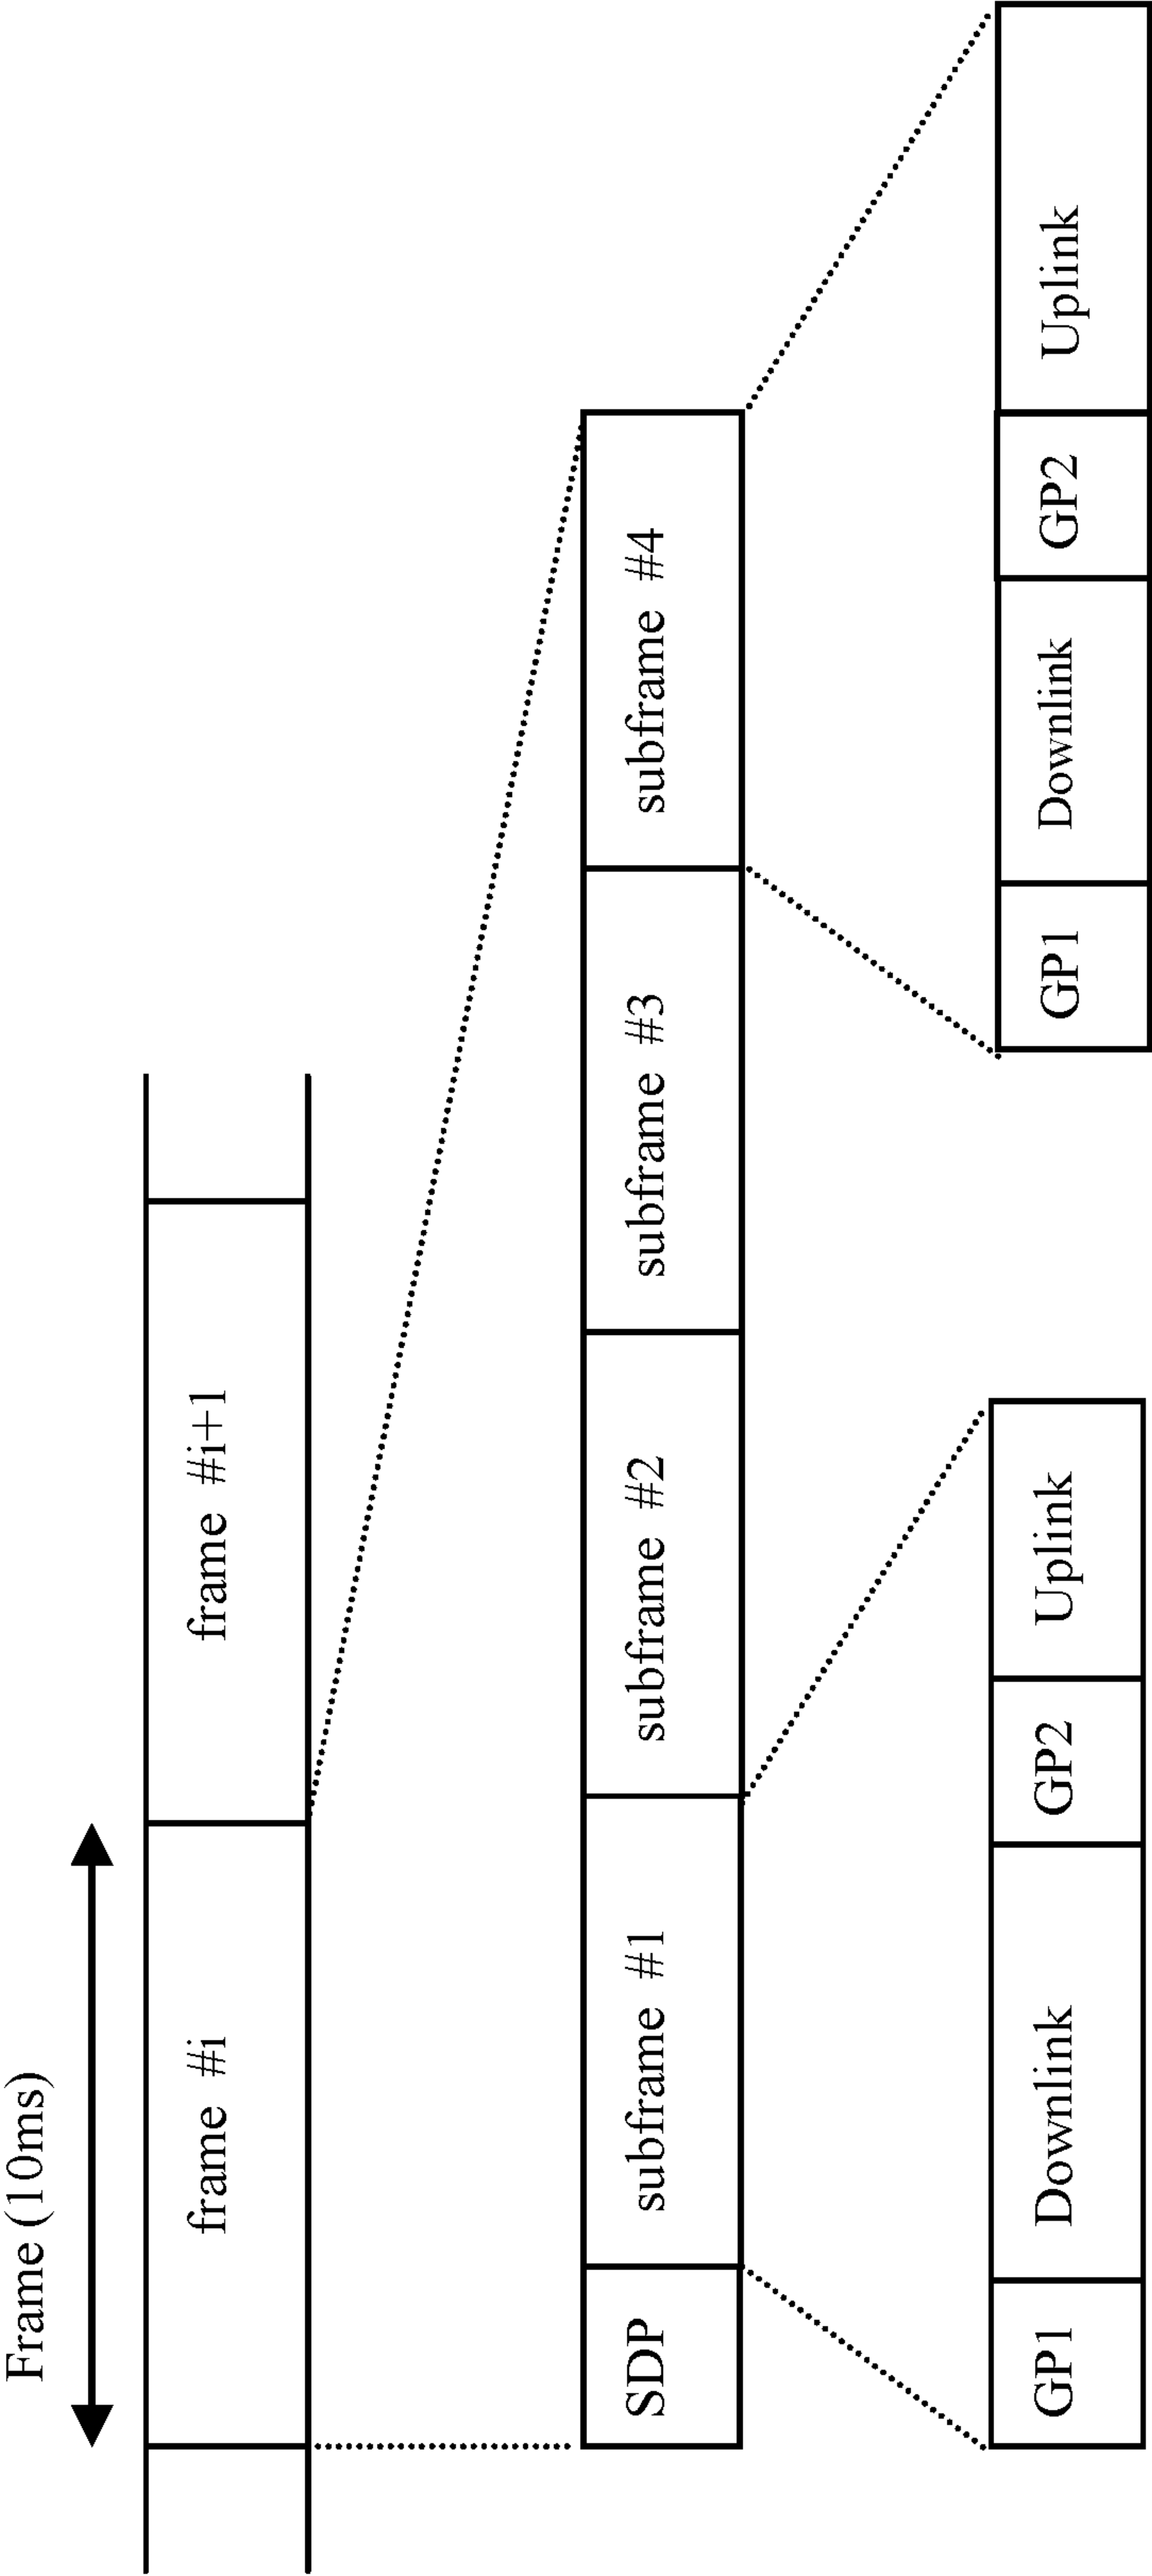 Frame (10ms)
frame #i
frame #i+1
SDP
subframe #1
subframe #2
subframe #3
subframe #4
GP1
Downlink
GP2
Uplink
GP1
Downlink
GP2
Uplink